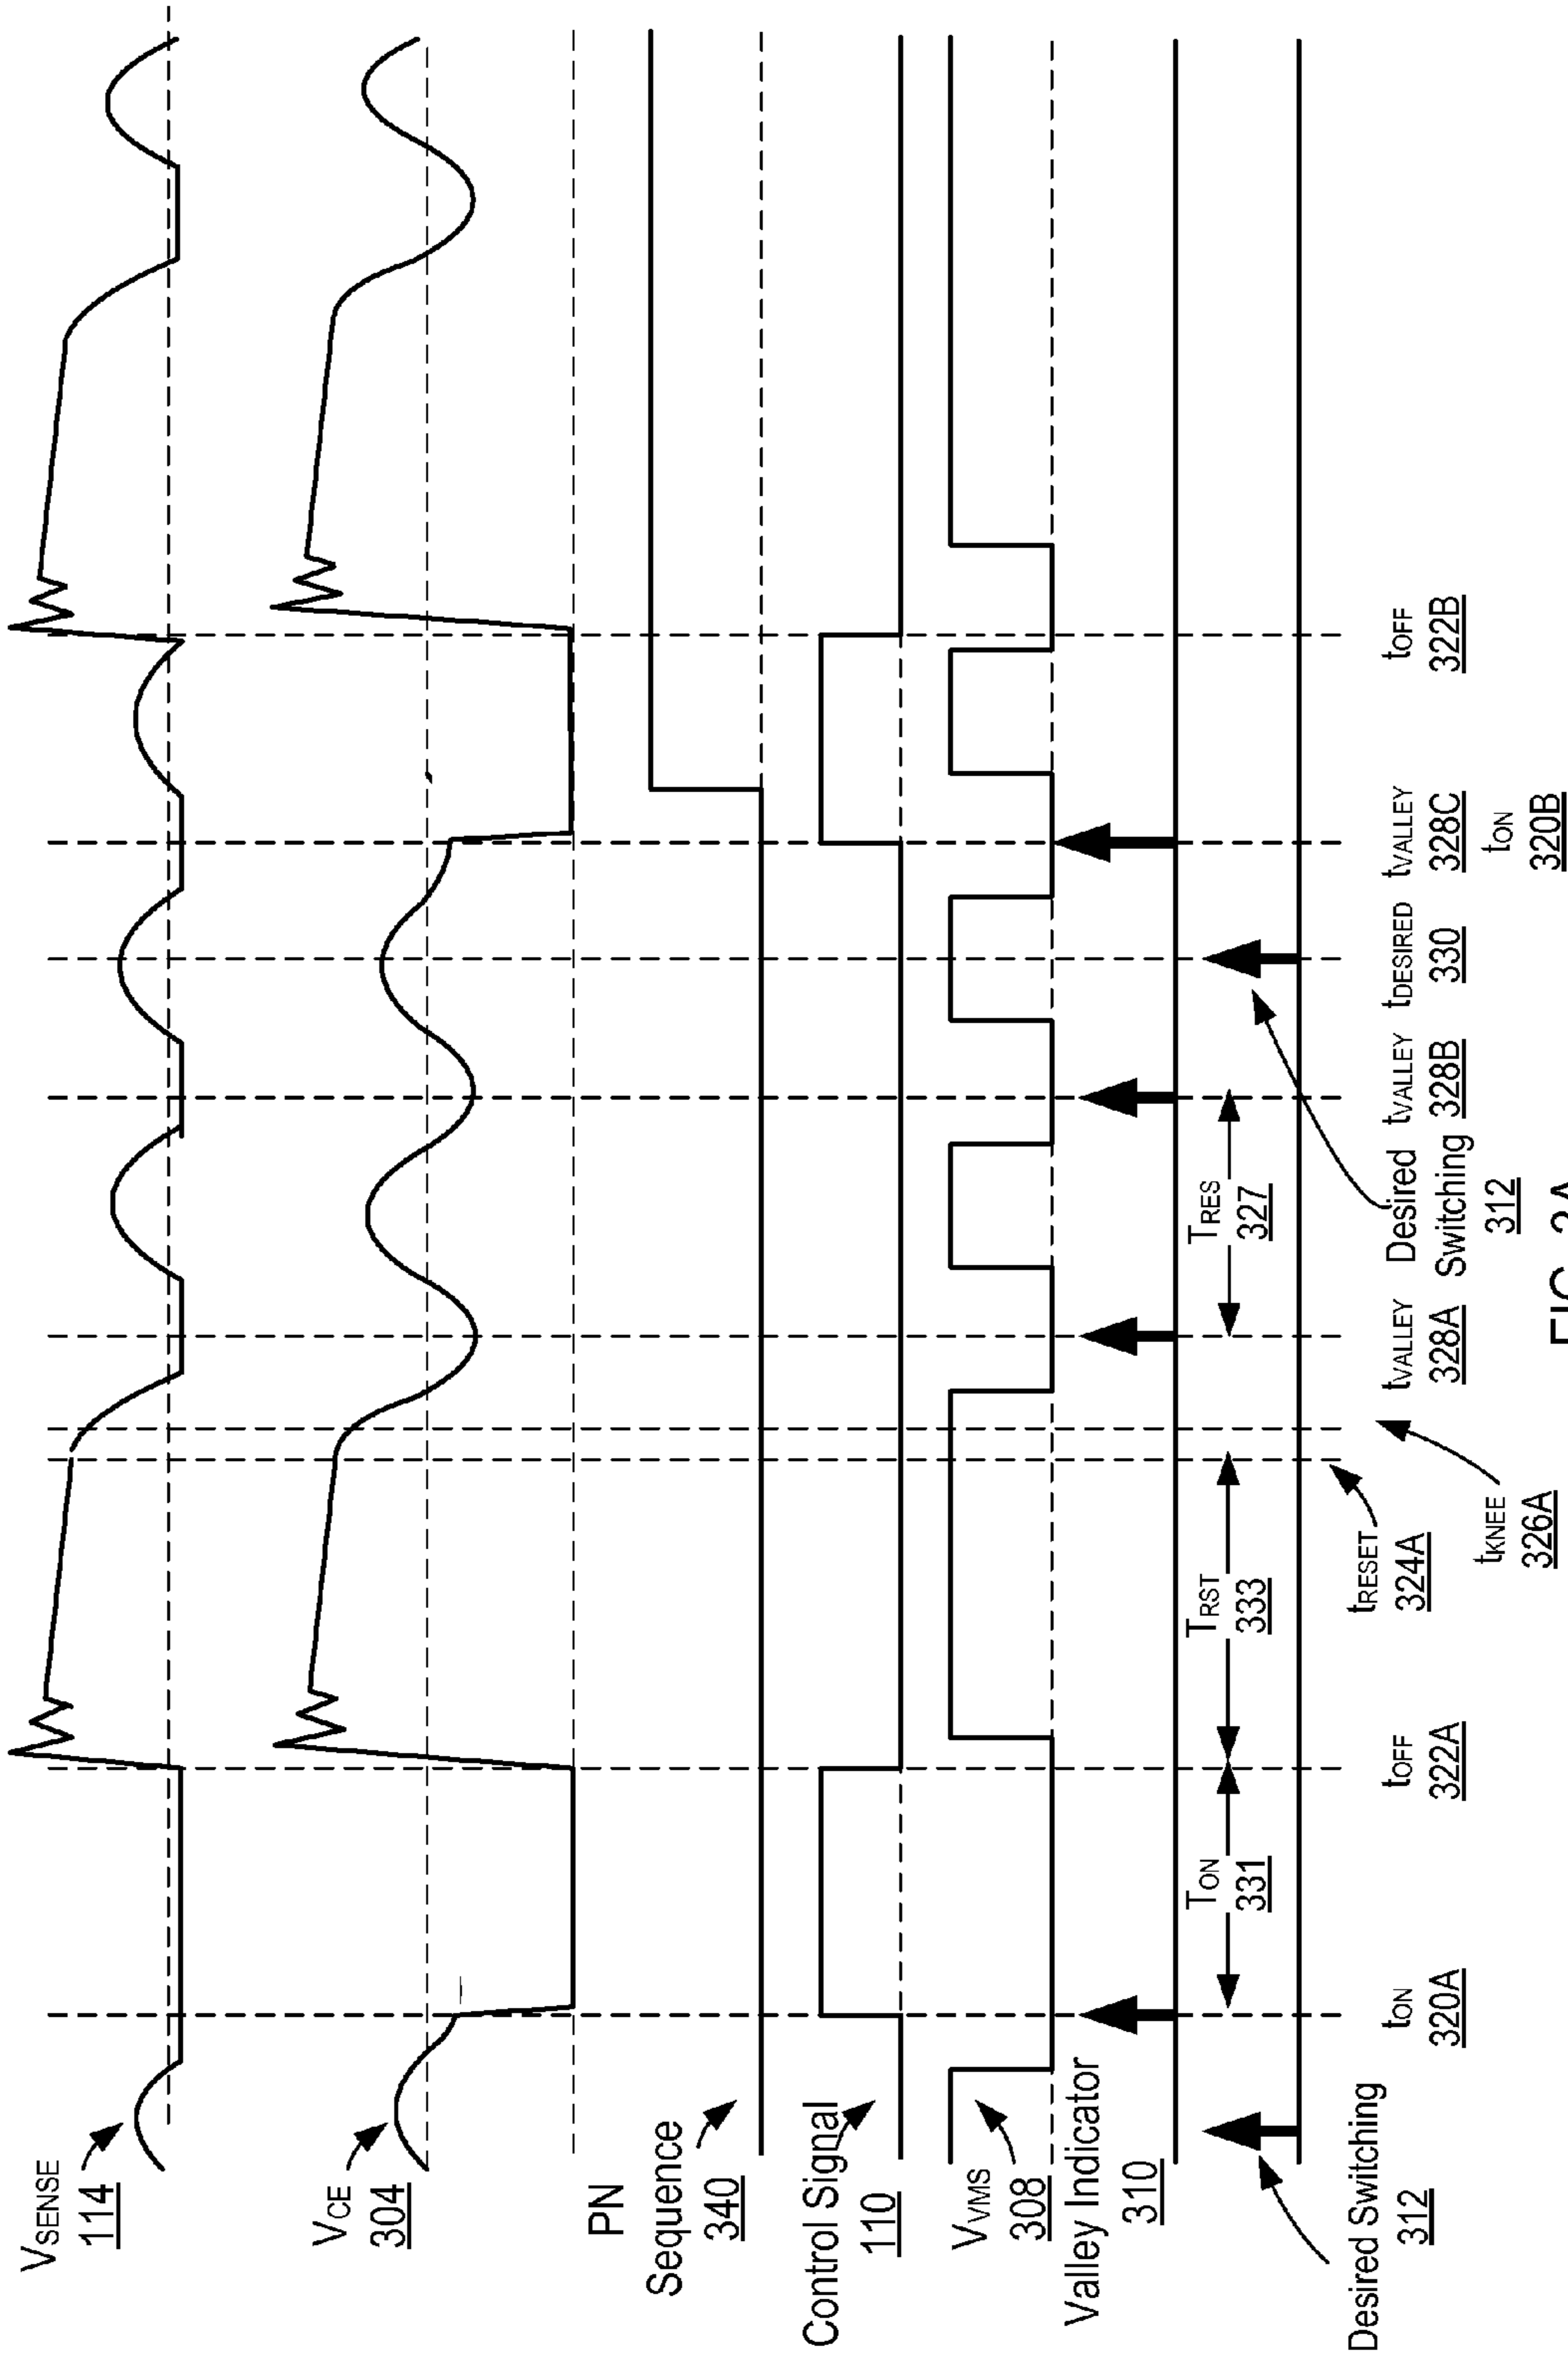 VSENSE
114
VCE
304
PN
Sequence
340
Control Signal
110
VVMS
308
Valley Indicator
310
Desired Switching
312
TON
331
TRST
333
TRES
327
tON
320A
tOFF
322A
tRESET
324A
tKNEE
326A
tVALLEY
328A
Desired
Switching
312
tVALLEY
328B
tDESIRED
330
tVALLEY
328C
tON
320B
tOFF
322B